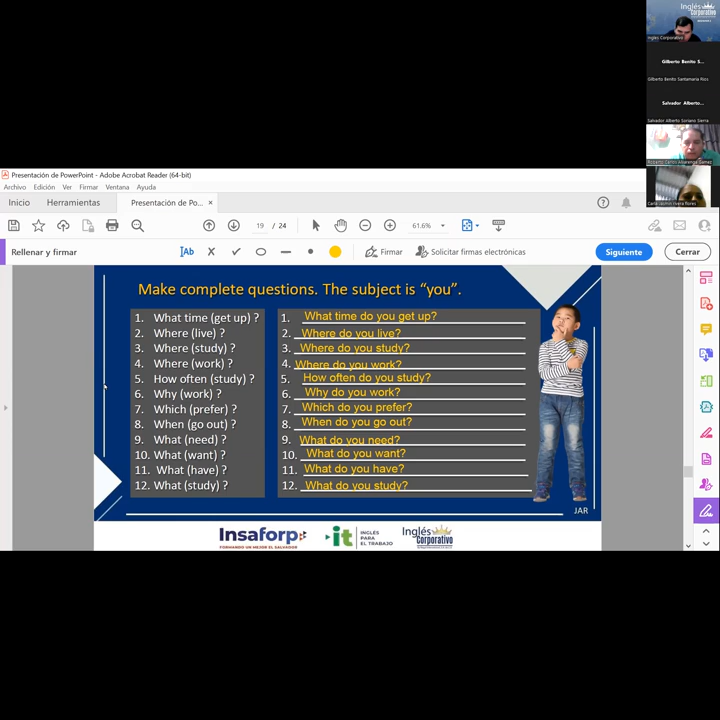 Inglés
Corporativo
Ingles Corporativo
Gilberto Benito S...
Gilberto Benito Santamaria Rios
Salvador Alberto...
Salvador Alberto Soriano Sierra
Presentación de PowerPoint - Adobe Acrobat Reader (64-bit)
Archivo Edición Ver Firmar Ventana Ayuda
Inicio Herramientas Presentación de Po... ×
19 / 24 61.6%
Rellenar y firmar Ab Firmar Solicitar firmas electrónicas Siguiente Cerrar
Make complete questions. The subject is “you”.
1. What time (get up) ? 1. What time do you get up?
2. Where (live) ? 2. Where do you live?
3. Where (study) ? 3. Where do you study?
4. Where (work) ? 4. Where do you work?
5. How often (study) ? 5. How often do you study?
6. Why (work) ? 6. Why do you work?
7. Which (prefer) ? 7. Which do you prefer?
8. When (go out) ? 8. When do you go out?
9. What (need) ? 9. What do you need?
10. What (want) ? 10. What do you want?
11. What (have) ? 11. What do you have?
12. What (study) ? 12. What do you study?
JAR
Insaforp
FORMANDO UN MEJOR EL SALVADOR
it
INGLÉS
PARA
EL TRABAJO
Inglés
Corporativo